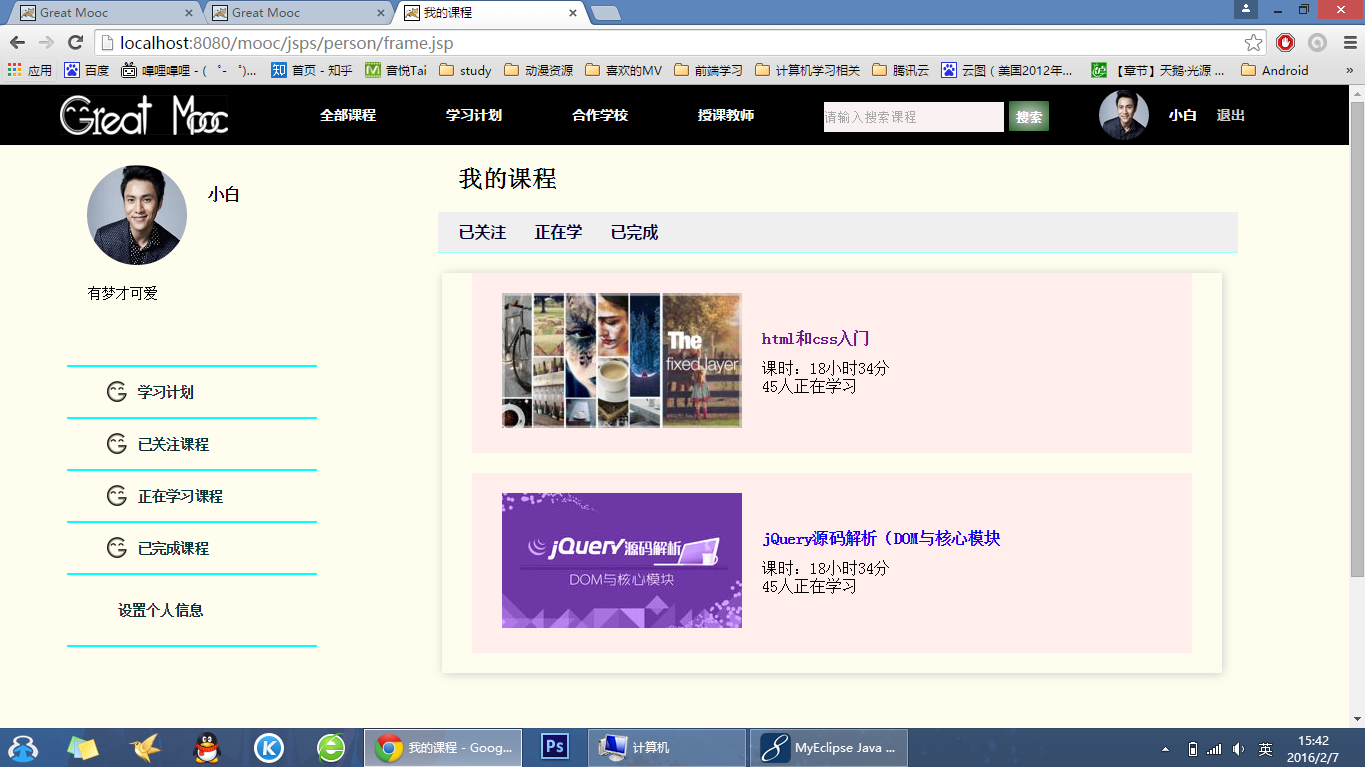 Great Mooc
Great Mooc
我的课程
localhost:8080/mooc/jsps/person/frame.jsp
应用
百度
嗶哩嗶哩 - ( ゜- ゜)...
首页 - 知乎
音悦Tai
study
动漫资源
喜欢的MV
前端学习
计算机学习相关
腾讯云
云图（美国2012年...
【章节】天鹅·光源 ...
Android
»
Great Mooc
全部课程
学习计划
合作学校
授课教师
请输入搜索课程
搜索
小白
退出
小白
有梦才可爱
学习计划
已关注课程
正在学习课程
已完成课程
设置个人信息
我的课程
已关注 正在学 已完成
The
fixed layer
html和css入门
课时：18小时34分
45人正在学习
jQuery源码解析
DOM与核心模块
jQuery源码解析（DOM与核心模块
课时：18小时34分
45人正在学习
我的课程 - Goog...
Ps
计算机
MyEclipse Java ...
英
15:42
2016/2/7